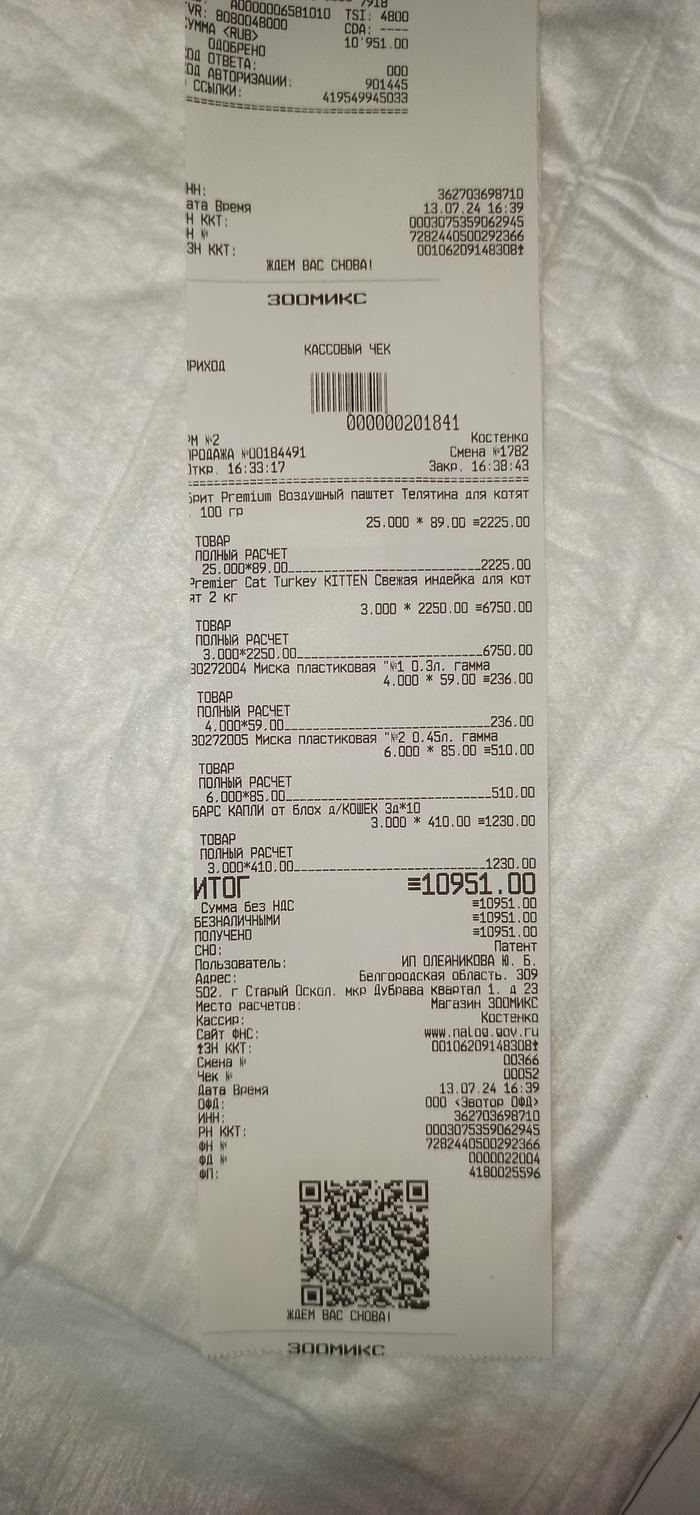 7918
A0000006581010 TSI: 4800
VR: 8080048000 CDA: ----
УММА <RUB> 10'951.00
ОДОБРЕНО
ОД ОТВЕТА: 000
ОД АВТОРИЗАЦИИ: 901445
ССЫЛКИ: 419549945033
НН: 362703698710
ата Время 13.07.24 16:39
Н ККТ: 0003075359062945
Н № 7282440500292366
ЗН ККТ: 00106209148308↑
ЖДЕМ ВАС СНОВА!
ЗООМИКС
КАССОВЫЙ ЧЕК
ПРИХОД
000000201841
РМ №2 Костенко
ПРОДАЖА №00184491 Смена №1782
Откр. 16:33:17 Закр. 16:38:43
Брит Premium Воздушный паштет Телятина для котят
. 100 гр
25.000 * 89.00 ≡2225.00
ТОВАР
ПОЛНЫЙ РАСЧЕТ
25.000*89.00 2225.00
Premier Cat Turkey KITTEN Свежая индейка для кот
ят 2 кг
3.000 * 2250.00 ≡6750.00
ТОВАР
ПОЛНЫЙ РАСЧЕТ
3.000*2250.00 6750.00
30272004 Миска пластиковая "№1 0.3л. гамма
4.000 * 59.00 ≡236.00
ТОВАР
ПОЛНЫЙ РАСЧЕТ
4.000*59.00 236.00
30272005 Миска пластиковая "№2 0.45л. гамма
6.000 * 85.00 ≡510.00
ТОВАР
ПОЛНЫЙ РАСЧЕТ
6.000*85.00 510.00
БАРС КАПЛИ от блох д/КОШЕК 3д*10
3.000 * 410.00 ≡1230.00
ТОВАР
ПОЛНЫЙ РАСЧЕТ
3.000*410.00 1230.00
ИТОГ ≡10951.00
Сумма без НДС ≡10951.00
БЕЗНАЛИЧНЫМИ ≡10951.00
ПОЛУЧЕНО ≡10951.00
СНО: Патент
Пользователь: ИП ОЛЕЙНИКОВА Ю. Б.
Адрес: Белгородская область. 309
502. г Старый Оскол. мкр Дубрава квартал 1. д 23
Место расчетов: Магазин ЗООМИКС
Кассир: Костенко
Сайт ФНС: www.nalog.gov.ru
↑ЗН ККТ: 00106209148308↑
Смена № 00366
Чек № 00052
Дата Время 13.07.24 16:39
ОФД: ООО <Эвотор ОФД>
ИНН: 362703698710
РН ККТ: 0003075359062945
ФН № 7282440500292366
ФД № 0000022004
ФП: 4180025596
ЖДЕМ ВАС СНОВА!
ЗООМИКС